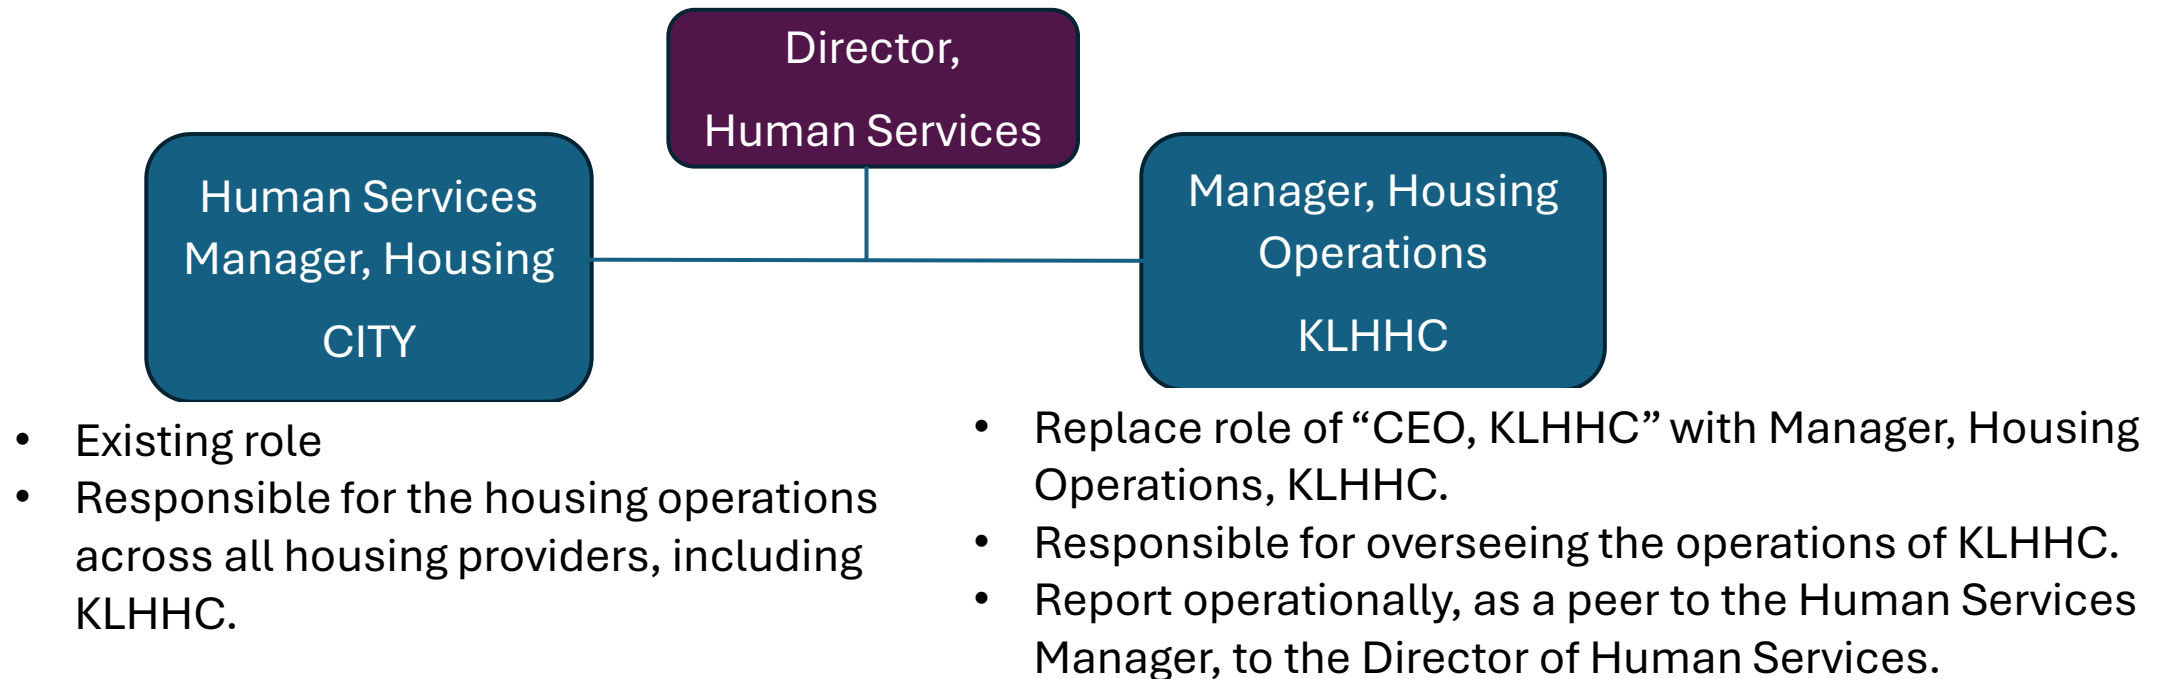 Director,
Human Services
Human Services
Manager, Housing
CITY
Manager, Housing
Operations
KLHHC
• Existing role
• Responsible for the housing operations
across all housing providers, including
KLHHC.
• Replace role of “CEO, KLHHC” with Manager, Housing
Operations, KLHHC.
• Responsible for overseeing the operations of KLHHC.
• Report operationally, as a peer to the Human Services
Manager, to the Director of Human Services.